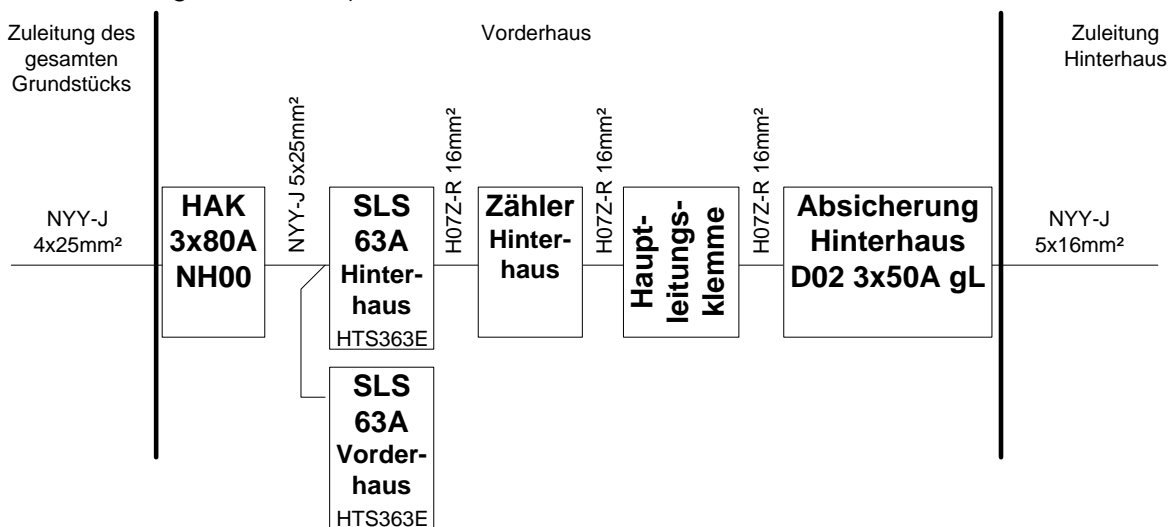 Zuleitung des
gesamten
Grundstücks
Vorderhaus
Zuleitung
Hinterhaus
NYY-J
4x25mm²
HAK
3x80A
NH00
NYY-J 5x25mm²
SLS
63A
Hinter-
haus
HTS363E
H07Z-R 16mm²
Zähler
Hinter-
haus
H07Z-R 16mm²
Haupt-
leitungs-
klemme
H07Z-R 16mm²
Absicherung
Hinterhaus
D02 3x50A gL
NYY-J
5x16mm²
SLS
63A
Vorder-
haus
HTS363E